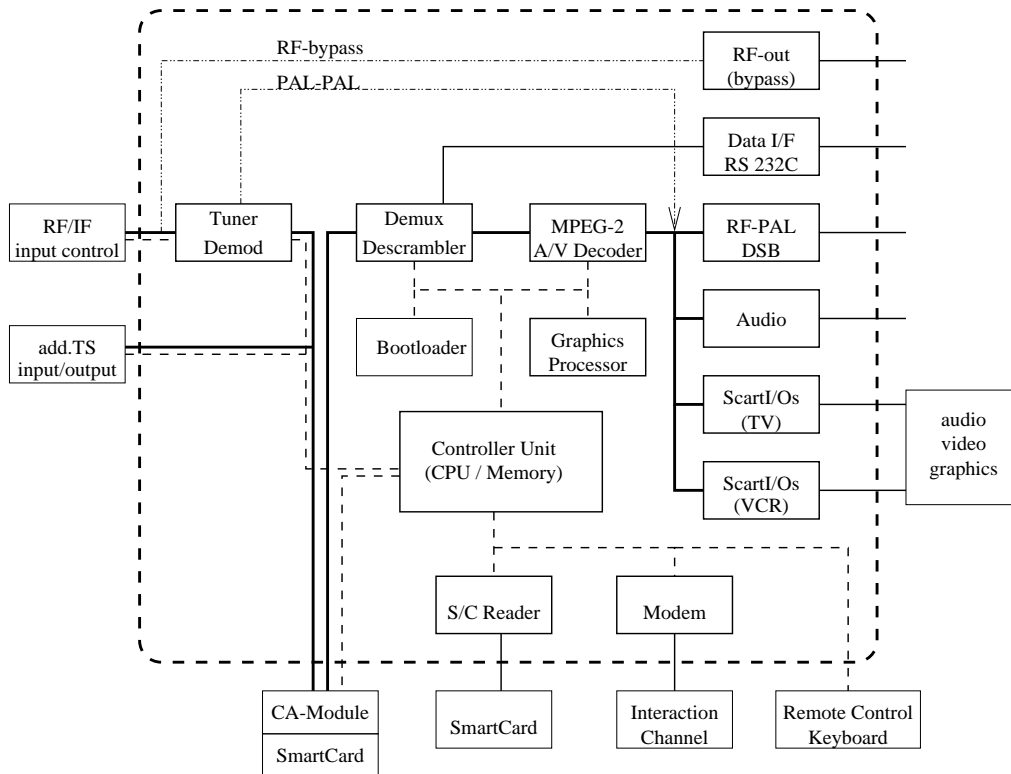 RF-bypass
PAL-PAL
RF-out
(bypass)
Data I/F
RS 232C
RF/IF
input control
Tuner
Demod
Demux
Descrambler
MPEG-2
A/V Decoder
RF-PAL
DSB
add.TS
input/output
Bootloader
Graphics
Processor
Audio
ScartI/Os
(TV)
audio
video
graphics
Controller Unit
(CPU / Memory)
ScartI/Os
(VCR)
S/C Reader
Modem
CA-Module
SmartCard
SmartCard
Interaction
Channel
Remote Control
Keyboard